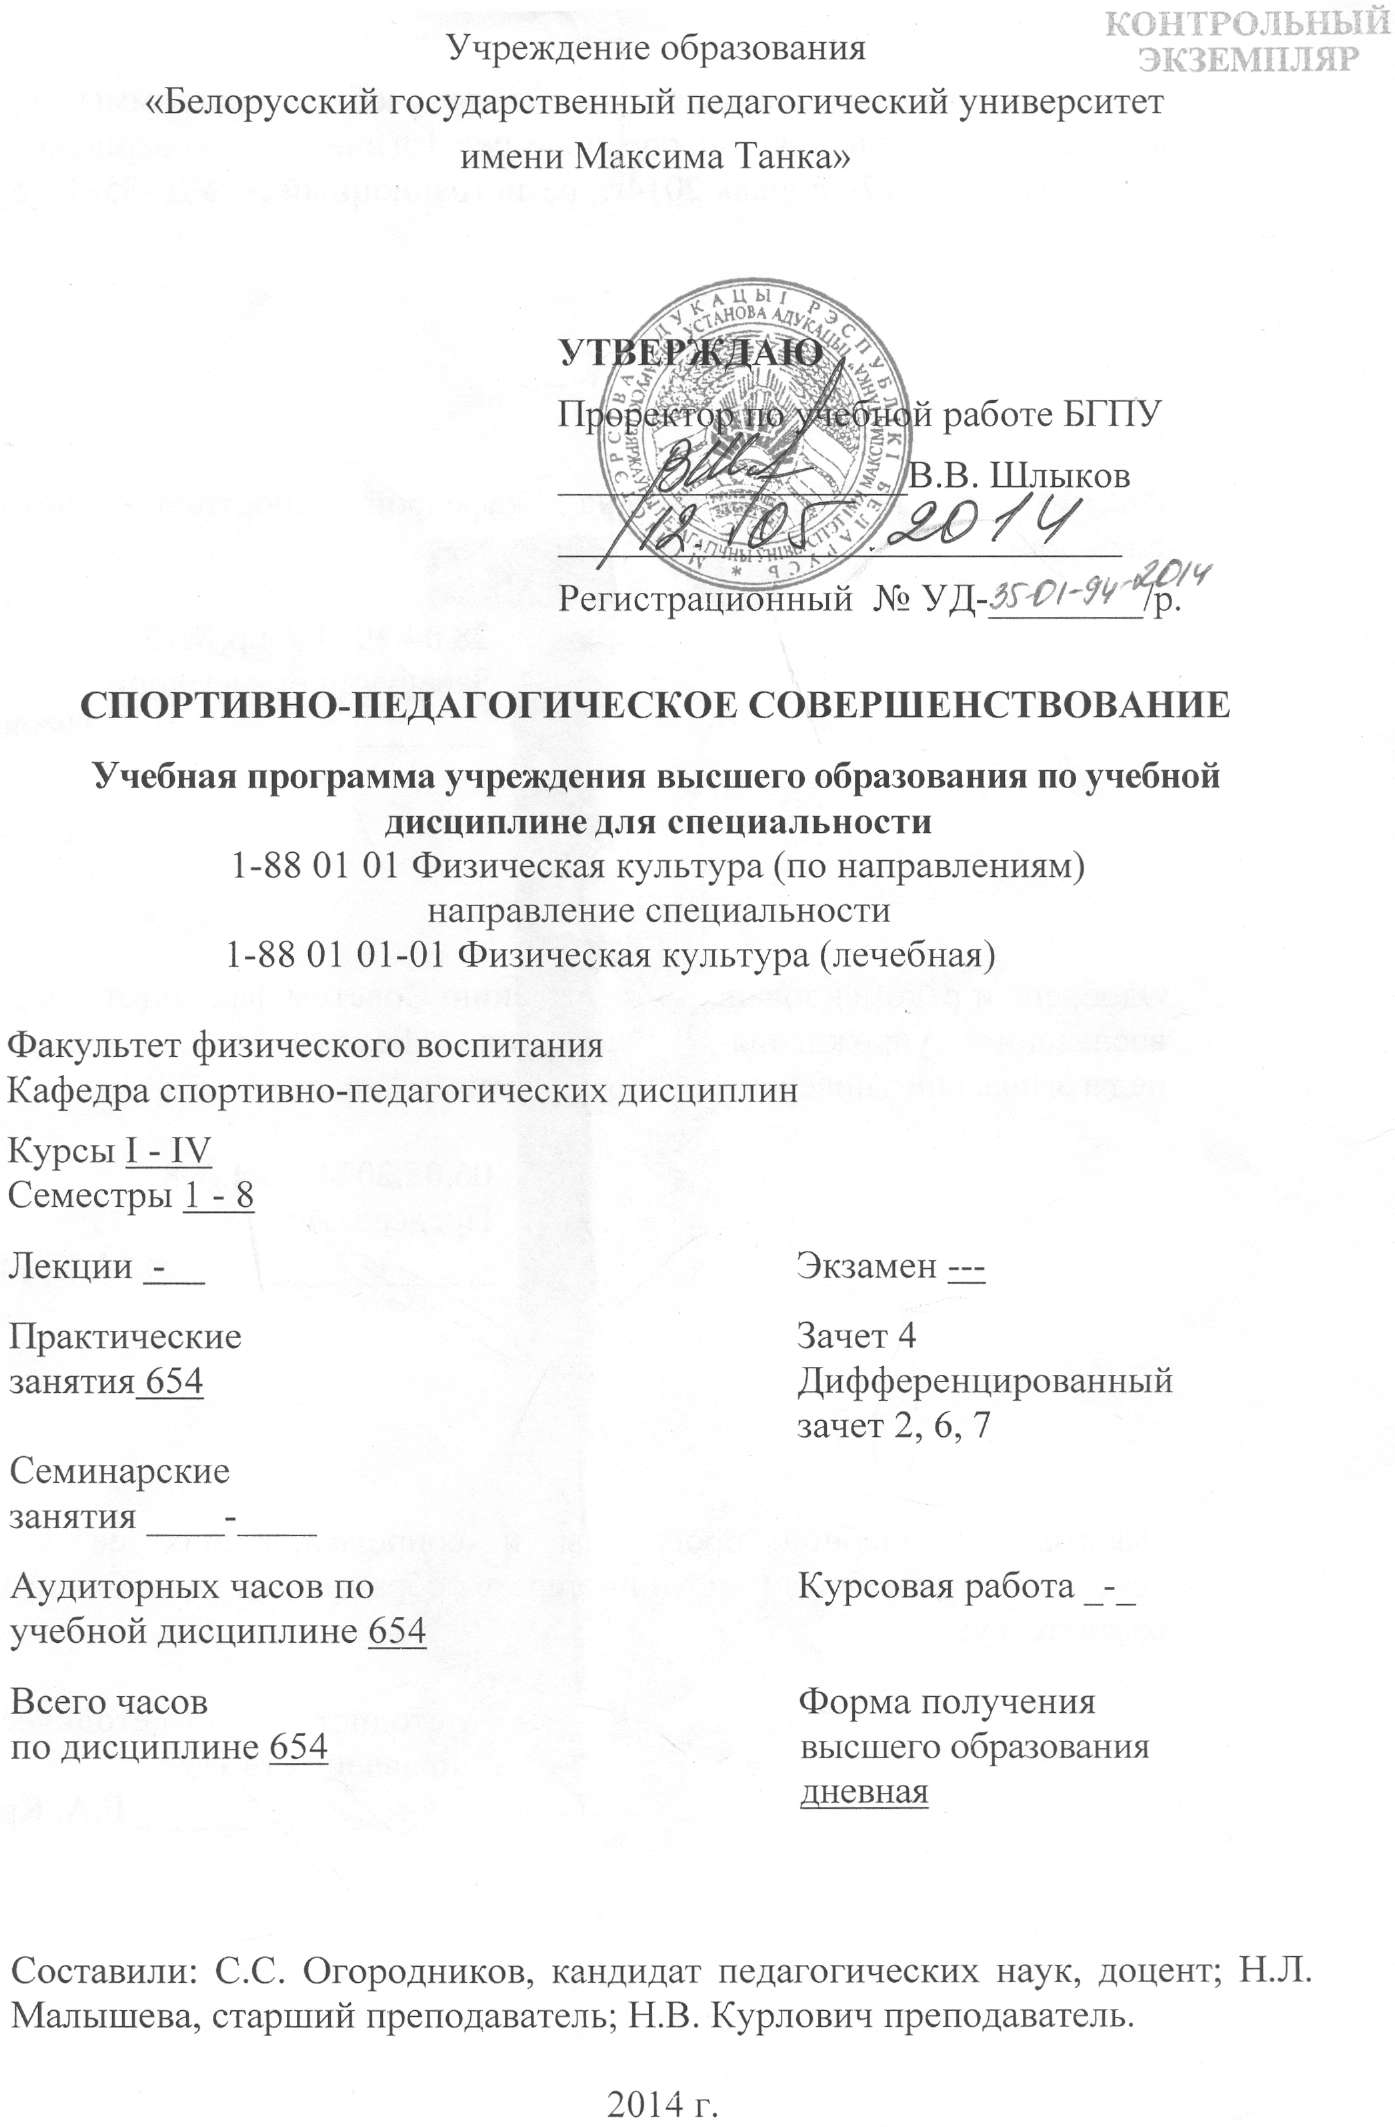 КОНТРОЛЬНЫЙ
ЭКЗЕМПЛЯР
Учреждение образования
«Белорусский государственный педагогический университет
имени Максима Танка»
УТВЕРЖДАЮ
Проректор по учебной работе БГПУ
В.В. Шлыков
12 05 2014
Регистрационный № УД-35-01-94-2014/р.
СПОРТИВНО-ПЕДАГОГИЧЕСКОЕ СОВЕРШЕНСТВОВАНИЕ
Учебная программа учреждения высшего образования по учебной
дисциплине для специальности
1-88 01 01 Физическая культура (по направлениям)
направление специальности
1-88 01 01-01 Физическая культура (лечебная)
Факультет физического воспитания
Кафедра спортивно-педагогических дисциплин
Курсы I - IV
Семестры 1 - 8
Лекции _-__
Экзамен ---
Практические
занятия 654
Зачет 4
Дифференцированный
зачет 2, 6, 7
Семинарские
занятия ____-____
Аудиторных часов по
учебной дисциплине 654
Курсовая работа _-_
Всего часов
по дисциплине 654
Форма получения
высшего образования
дневная
Составили: С.С. Огородников, кандидат педагогических наук, доцент; Н.Л.
Малышева, старший преподаватель; Н.В. Курлович преподаватель.
2014 г.